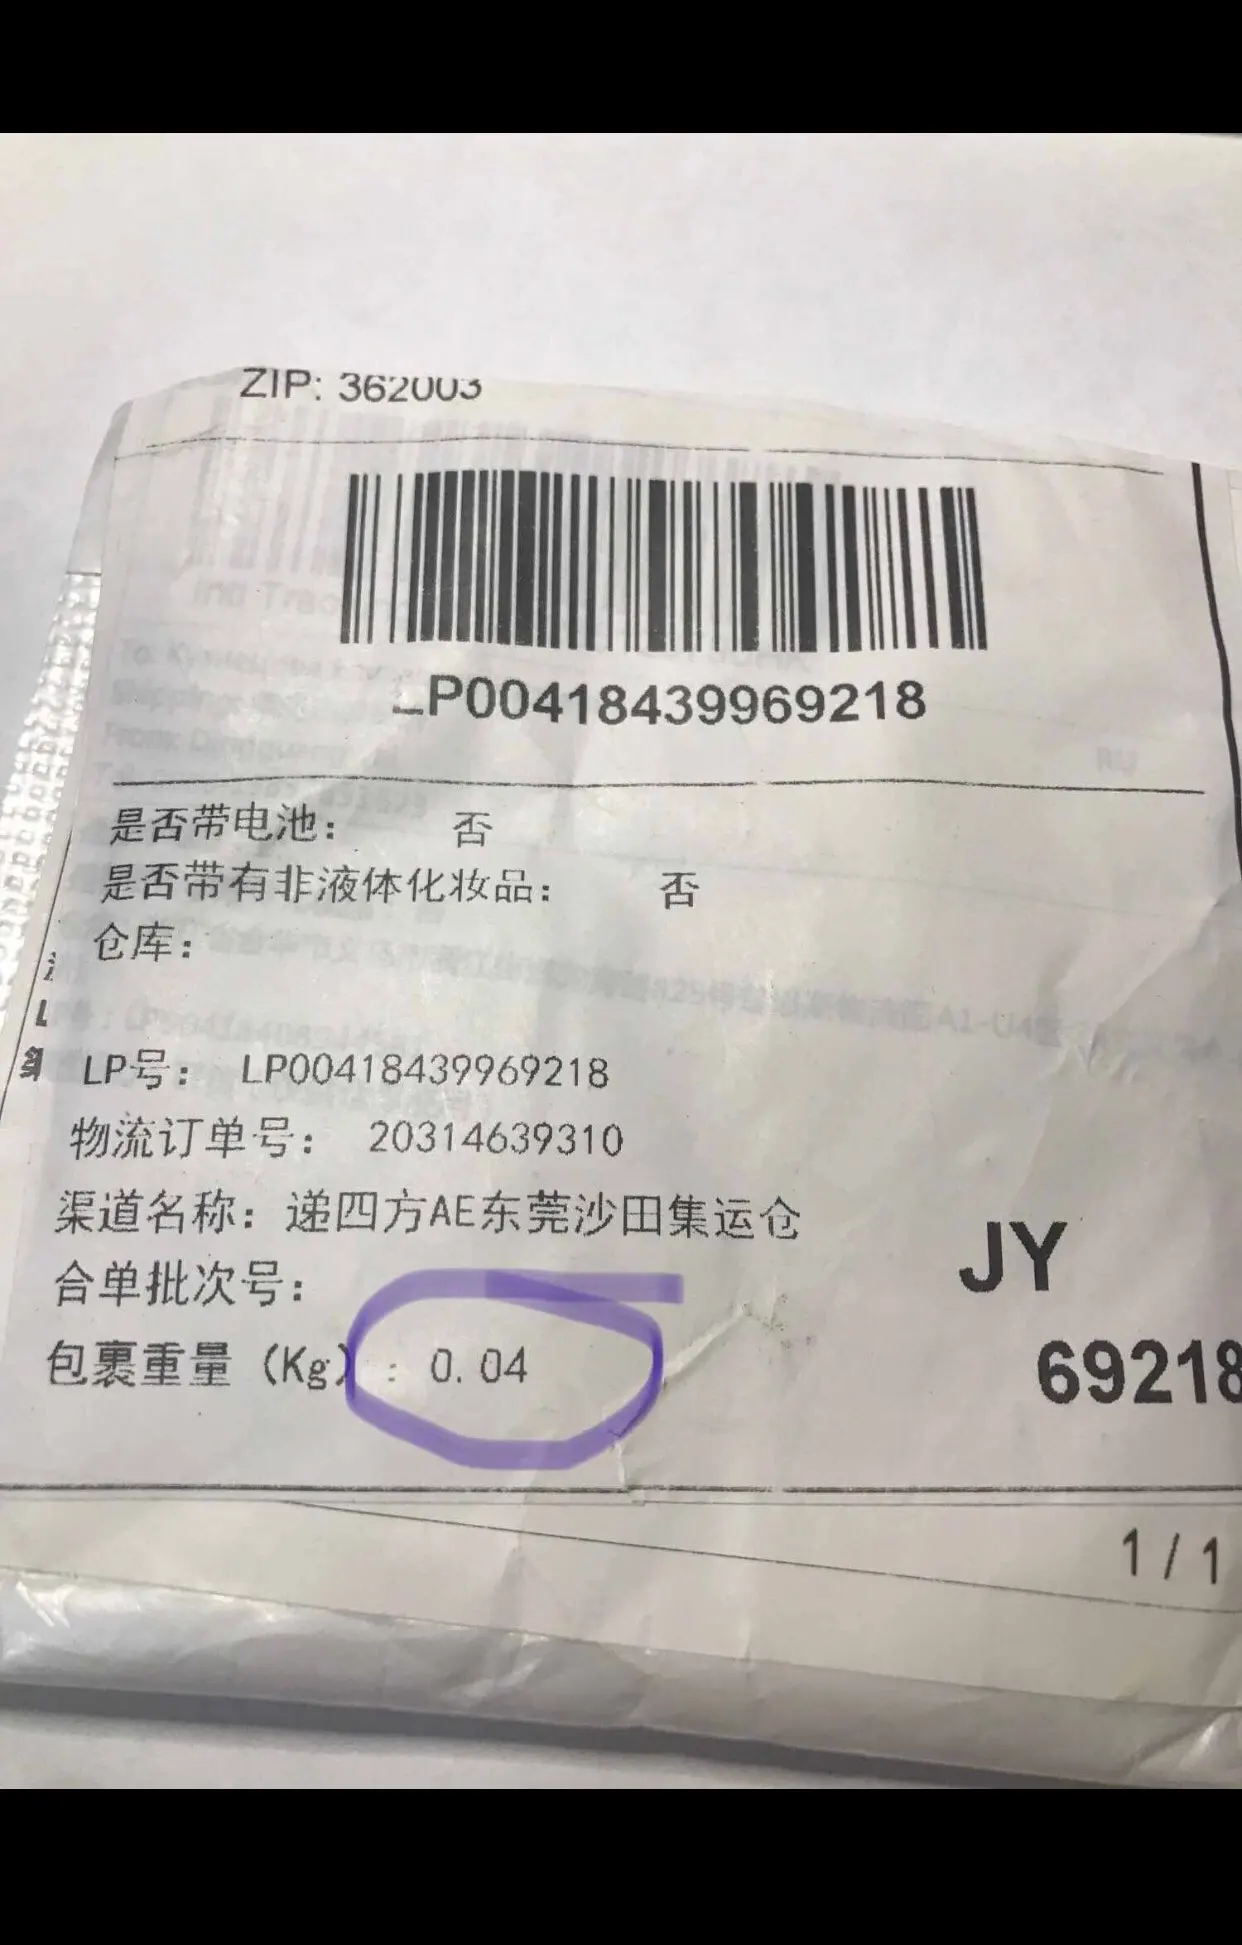 ZIP: 362003
LP00418439969218
是否带电池: 否
是否带有非液体化妆品: 否
仓库:
LP号: LP00418439969218
物流订单号: 20314639310
渠道名称: 递四方AE东莞沙田集运仓
JY
合单批次号:
包裹重量 (Kg) : 0.04
69218
1 / 1